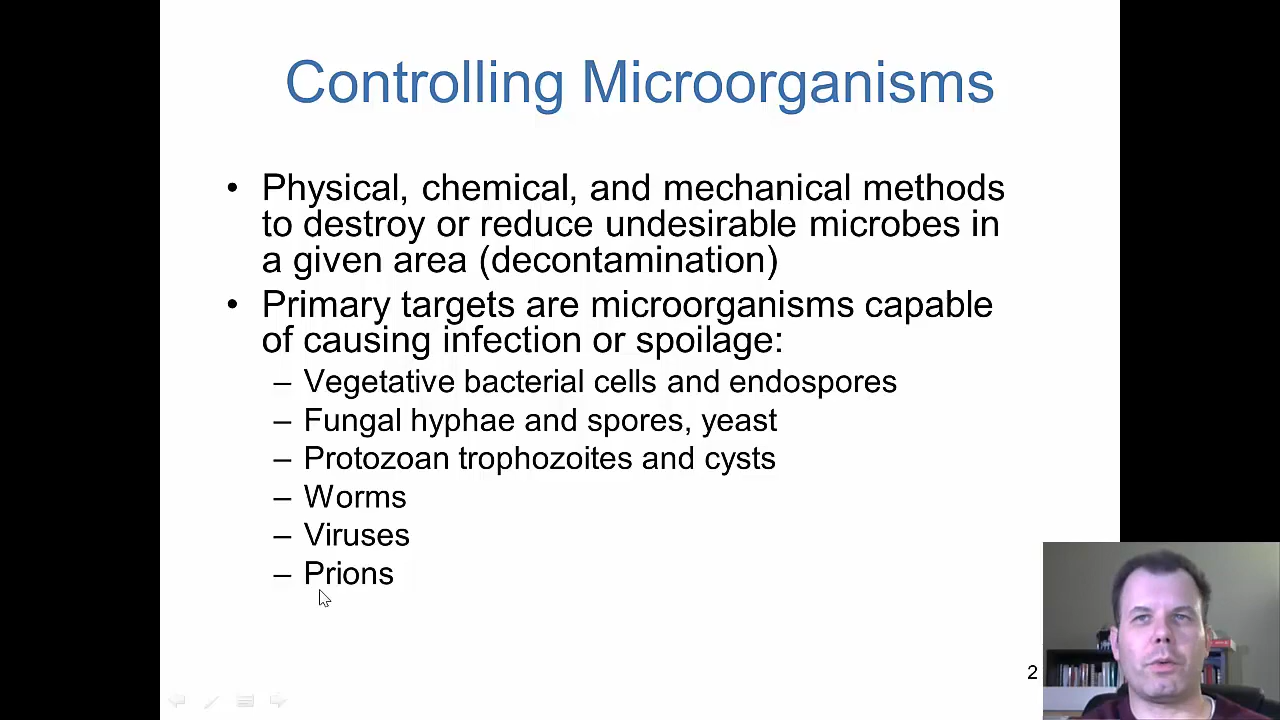 Controlling Microorganisms
• Physical, chemical, and mechanical methods
to destroy or reduce undesirable microbes in
a given area (decontamination)
• Primary targets are microorganisms capable
of causing infection or spoilage:
– Vegetative bacterial cells and endospores
– Fungal hyphae and spores, yeast
– Protozoan trophozoites and cysts
– Worms
– Viruses
– Prions
2